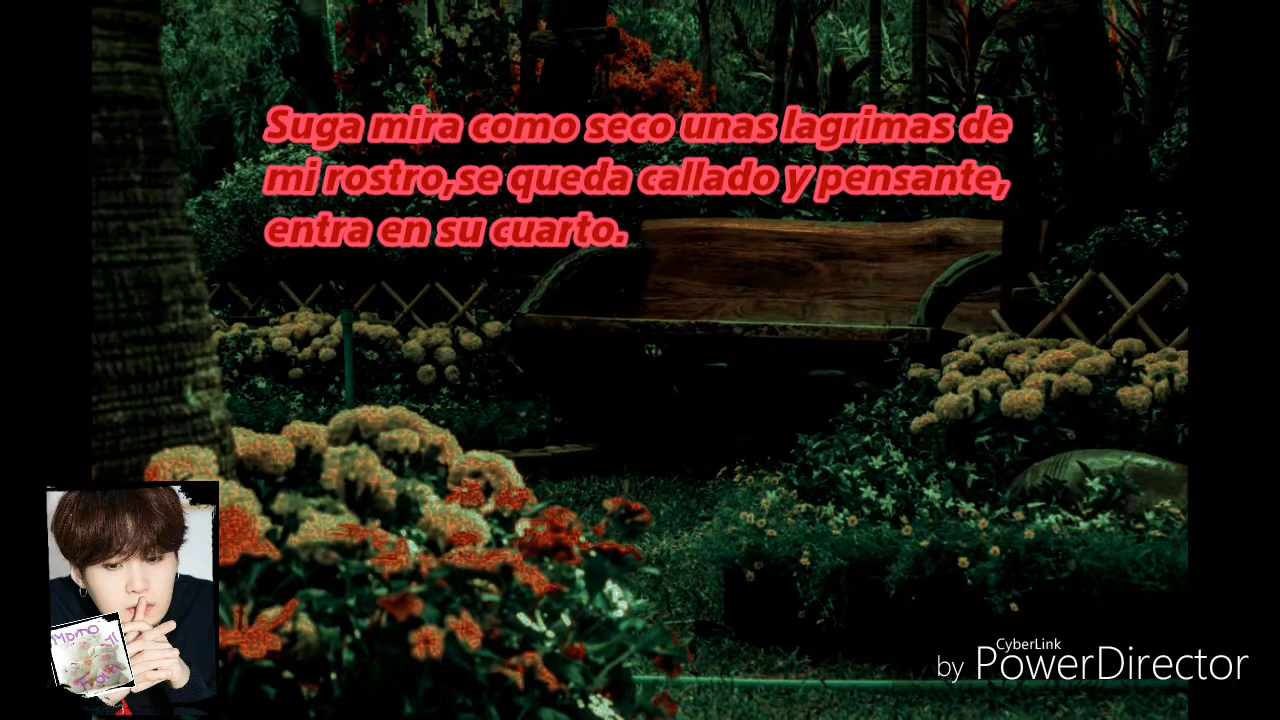 Suga mira como seco unas lagrimas de
mi rostro,se queda callado y pensante,
entra en su cuarto.
Momo
CyberLink
by PowerDirector